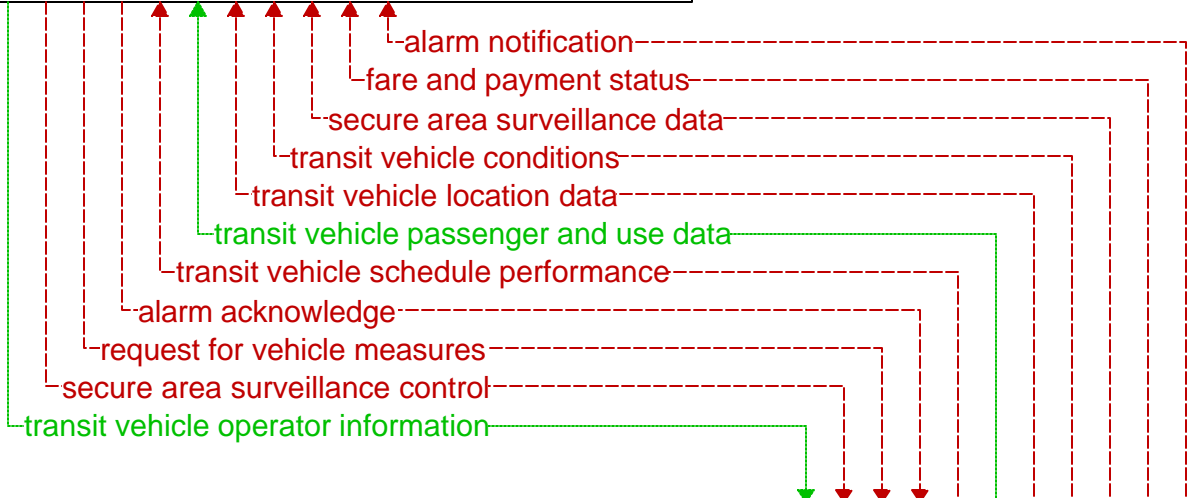 alarm notification
fare and payment status
secure area surveillance data
transit vehicle conditions
transit vehicle location data
transit vehicle passenger and use data
transit vehicle schedule performance
alarm acknowledge
request for vehicle measures
secure area surveillance control
transit vehicle operator information